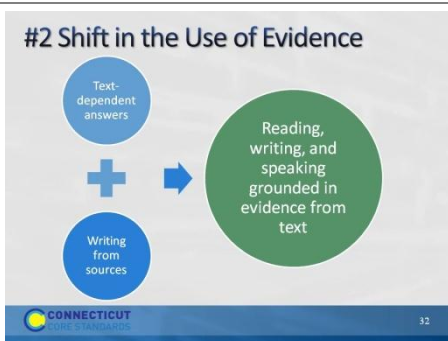 #2 Shift in the Use of Evidence
Text-
dependent
answers
Writing
from
sources
Reading,
writing, and
speaking
grounded in
evidence from
text
CONNECTICUT
CORE STANDARDS
32